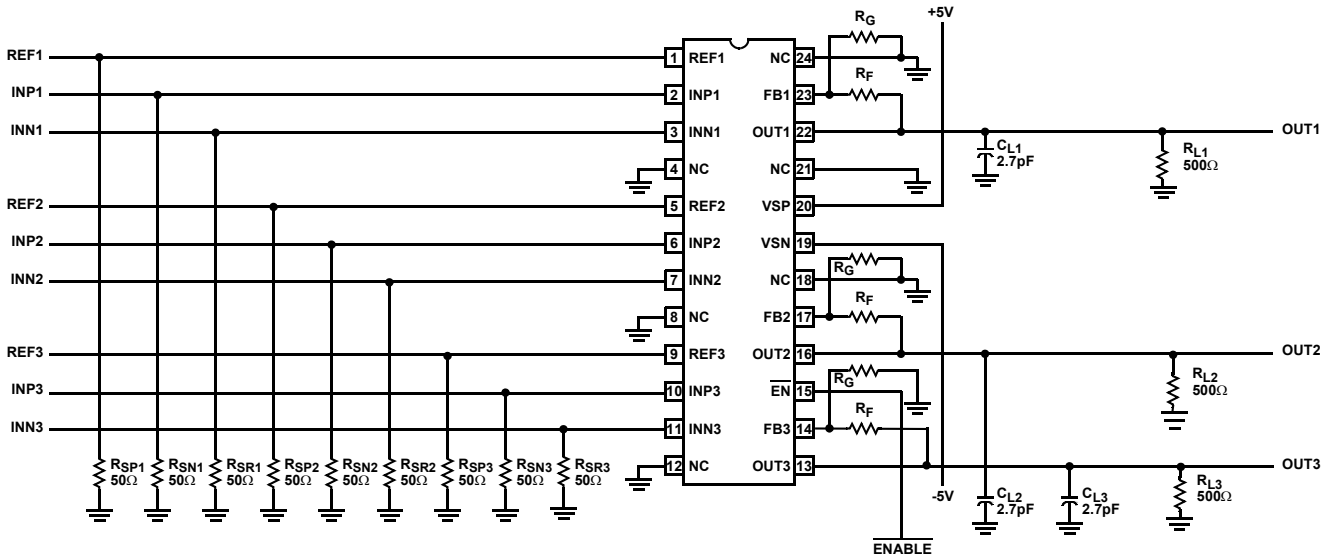 +5V
RG
REF1
1 REF1
NC 24
RF
INP1
2 INP1
FB1 23
INN1
3 INN1
OUT1 22
OUT1
CL1
2.7pF
RL1
500Ω
4 NC
NC 21
REF2
5 REF2
VSP 20
INP2
6 INP2
VSN 19
RG
INN2
7 INN2
NC 18
RF
8 NC
FB2 17
REF3
9 REF3
OUT2 16
OUT2
RG
RL2
500Ω
INP3
10 INP3
EN 15
RF
INN3
11 INN3
FB3 14
12 NC
OUT3 13
OUT3
RSP1
50Ω
RSN1
50Ω
RSR1
50Ω
RSP2
50Ω
RSN2
50Ω
RSR2
50Ω
RSP3
50Ω
RSN3
50Ω
RSR3
50Ω
-5V
CL2
2.7pF
CL3
2.7pF
RL3
500Ω
ENABLE